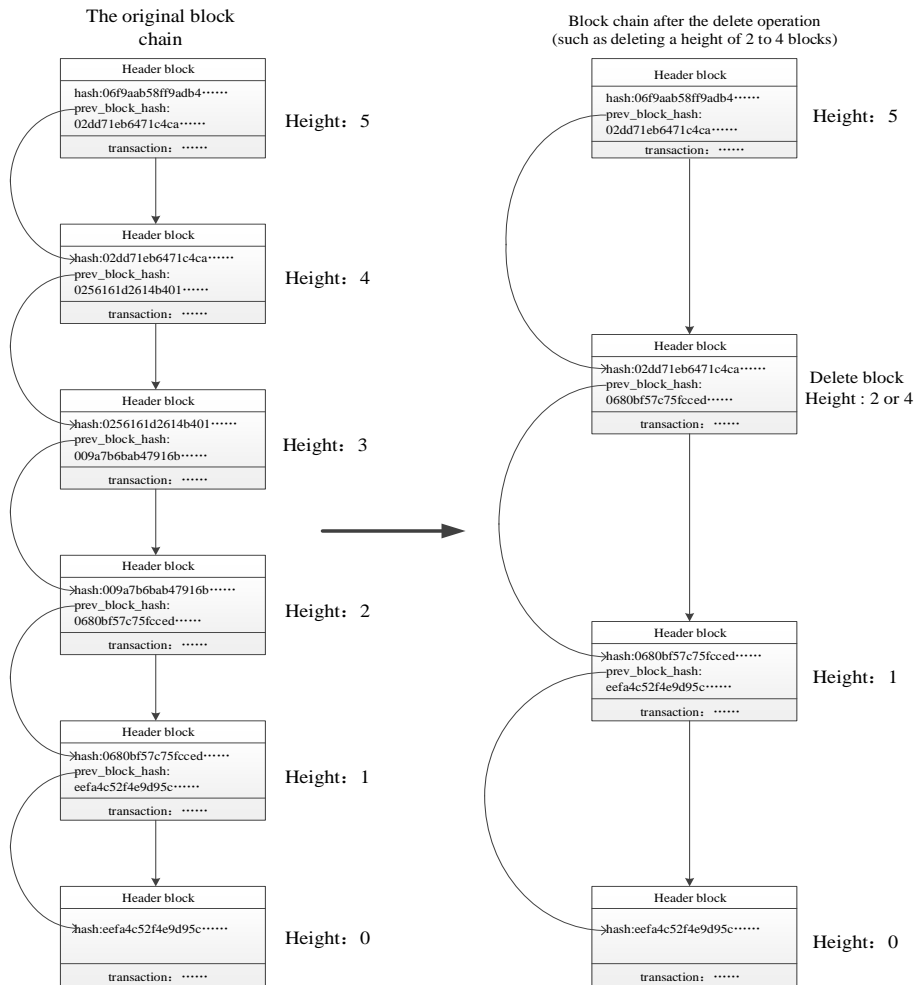 The original block
chain
Header block
hash:06f9aab58ff9adb4······
prev_block_hash:
02dd71eb6471c4ca······
transaction: ······
Height: 5
Header block
hash:02dd71eb6471c4ca······
prev_block_hash:
0256161d2614b401······
transaction: ······
Height: 4
Header block
hash:0256161d2614b401······
prev_block_hash:
009a7b6bab47916b······
transaction: ······
Height: 3
Header block
hash:009a7b6bab47916b······
prev_block_hash:
0680bf57c75fcced······
transaction: ······
Height: 2
Header block
hash:0680bf57c75fcced······
prev_block_hash:
eefa4c52f4e9d95c······
transaction: ······
Height: 1
Header block
hash:eefa4c52f4e9d95c······
transaction: ······
Height: 0
Block chain after the delete operation
(such as deleting a height of 2 to 4 blocks)
Header block
hash:06f9aab58ff9adb4······
prev_block_hash:
02dd71eb6471c4ca······
transaction: ······
Height: 5
Header block
hash:02dd71eb6471c4ca······
prev_block_hash:
0680bf57c75fcced······
transaction: ······
Delete block
Height : 2 or 4
Header block
hash:0680bf57c75fcced······
prev_block_hash:
eefa4c52f4e9d95c······
transaction: ······
Height: 1
Header block
hash:eefa4c52f4e9d95c······
transaction: ······
Height: 0